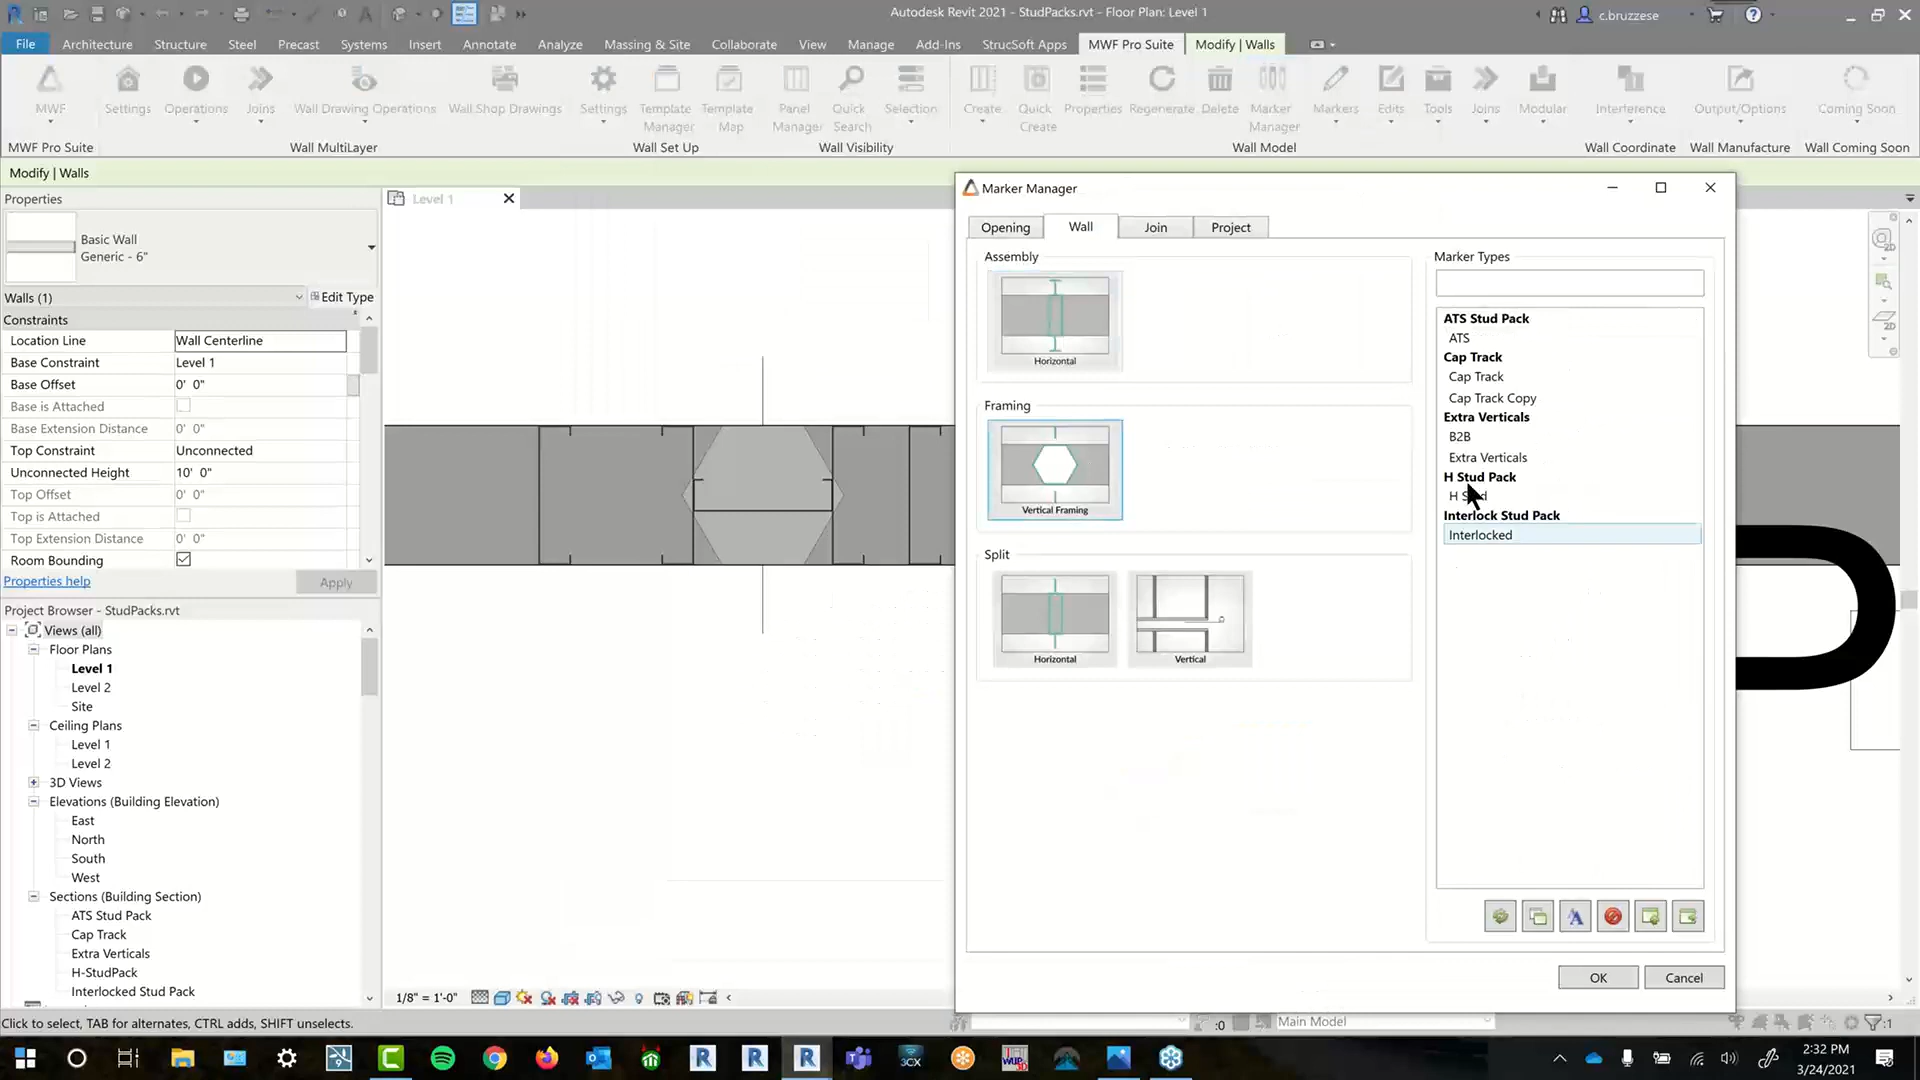 Autodesk Revit 2021 - StudPacks.rvt - Floor Plan: Level 1
c.bruzzese
File Architecture Structure Steel Precast Systems Insert Annotate Analyze Massing & Site Collaborate View Manage Add-Ins StrucSoft Apps MWF Pro Suite Modify | Walls
MWF Settings Operations Joins Wall Drawing Operations Wall Shop Drawings Settings Template Manager Template Map Panel Manager Quick Search Selection Create Quick Create Properties Regenerate Delete Marker Manager Markers Edits Tools Joins Modular Interference Output/Options Coming Soon
MWF Pro Suite Wall MultiLayer Wall Set Up Wall Visibility Wall Model Wall Coordinate Wall Manufacture Wall Coming Soon
Modify | Walls
Properties
Basic Wall
Generic - 6"
Walls (1) Edit Type
Constraints
Location Line Wall Centerline
Base Constraint Level 1
Base Offset 0' 0"
Base is Attached
Base Extension Distance 0' 0"
Top Constraint Unconnected
Unconnected Height 10' 0"
Top Offset 0' 0"
Top is Attached
Top Extension Distance 0' 0"
Room Bounding
Properties help Apply
Project Browser - StudPacks.rvt
Views (all)
Floor Plans
Level 1
Level 2
Site
Ceiling Plans
Level 1
Level 2
3D Views
Elevations (Building Elevation)
East
North
South
West
Sections (Building Section)
ATS Stud Pack
Cap Track
Extra Verticals
H-StudPack
Interlocked Stud Pack
Level 1
Marker Manager
Opening Wall Join Project
Assembly
Horizontal
Framing
Vertical Framing
Split
Horizontal Vertical
Marker Types
ATS Stud Pack
ATS
Cap Track
Cap Track
Cap Track Copy
Extra Verticals
B2B
Extra Verticals
H Stud Pack
Interlock Stud Pack
Interlocked
OK Cancel
1/8" = 1'-0"
Click to select, TAB for alternates, CTRL adds, SHIFT unselects.
:0 Main Model :1
2:32 PM
3/24/2021